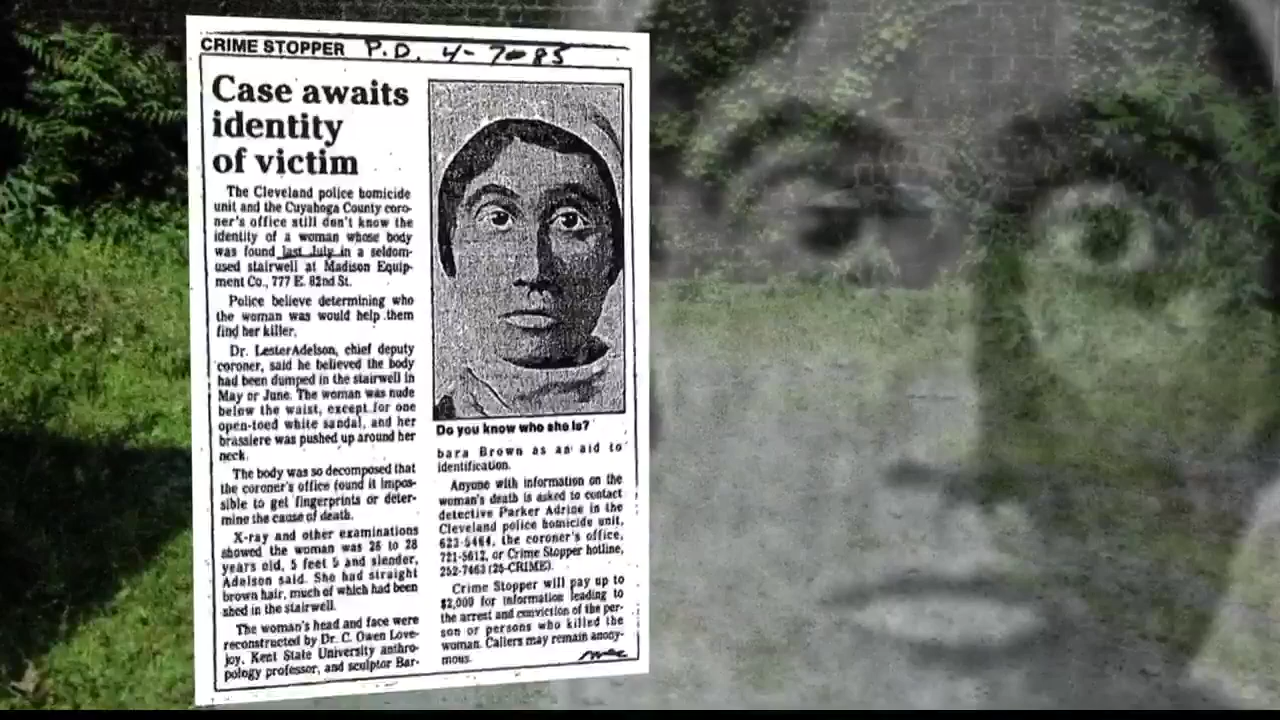 CRIME STOPPER P.D. 4-7-85
Case awaits
identity
of victim
The Cleveland police homicide
unit and the Cuyahoga County coro-
ner's office still don't know the
identity of a woman whose body
was found last July in a seldom-
used stairwell at Madison Equip-
ment Co., 777 E. 82nd St.
Police believe determining who
the woman was would help them
find her killer.
Dr. Lester Adelson, chief deputy
coroner, said he believed the body
had been dumped in the stairwell in
May or June. The woman was nude
below the waist, except for one
open-toed white sandal, and her
brassiere was pushed up around her
neck.
The body was so decomposed that
the coroner's office found it impos-
sible to get fingerprints or deter-
mine the cause of death.
X-ray and other examinations
showed the woman was 25 to 28
years old, 5 feet 5 and slender,
Adelson said. She had straight
brown hair, much of which had been
shed in the stairwell.
The woman's head and face were
reconstructed by Dr. C. Owen Love-
joy, Kent State University anthro-
pology professor, and sculptor Bar-
Do you know who she is?
bara Brown as an aid to
identification.
Anyone with information on the
woman's death is asked to contact
detective Parker Adrine in the
Cleveland police homicide unit,
623-5464, the coroner's office,
721-5612, or Crime Stopper hotline,
252-7463 (25-CRIME).
Crime Stopper will pay up to
$2,000 for information leading to
the arrest and conviction of the per-
son or persons who killed the
woman. Callers may remain anony-
mous.